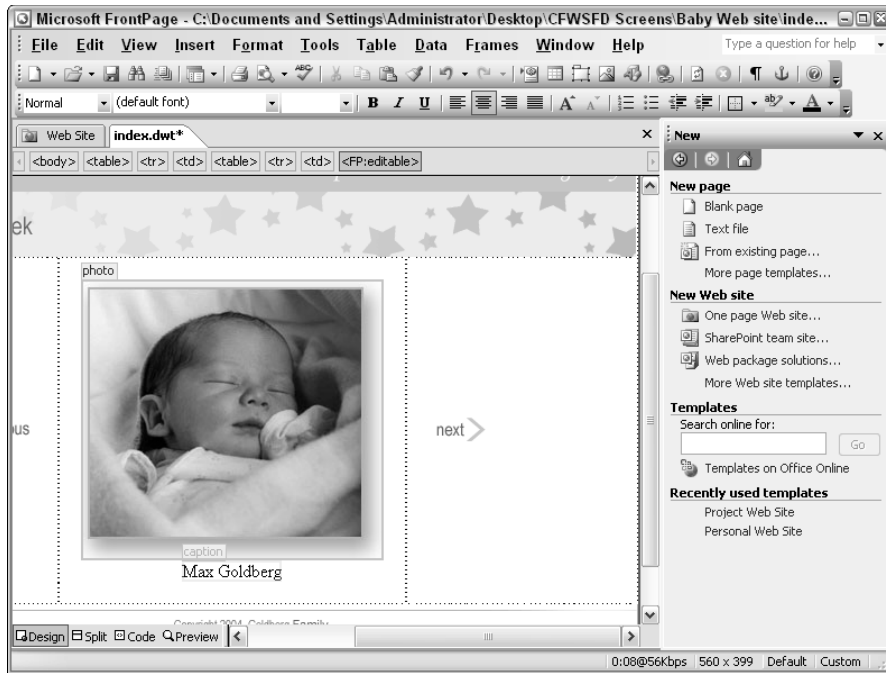 Microsoft FrontPage - C:\Documents and Settings\Administrator\Desktop\CFWSFD Screens\Baby Web site\inde...
File Edit View Insert Format Tools Table Data Frames Window Help Type a question for help
Normal (default font) B I U
Web Site index.dwt*
<body> <table> <tr> <td> <table> <tr> <td> <FP:editable>
ek
photo
ous
next
caption
Max Goldberg
Copyright 2004, Goldberg Family
Design Split Code Preview
New
New page
Blank page
Text file
From existing page...
More page templates...
New Web site
One page Web site...
SharePoint team site...
Web package solutions...
More Web site templates...
Templates
Search online for:
Go
Templates on Office Online
Recently used templates
Project Web Site
Personal Web Site
0:08@56Kbps 560 x 399 Default Custom